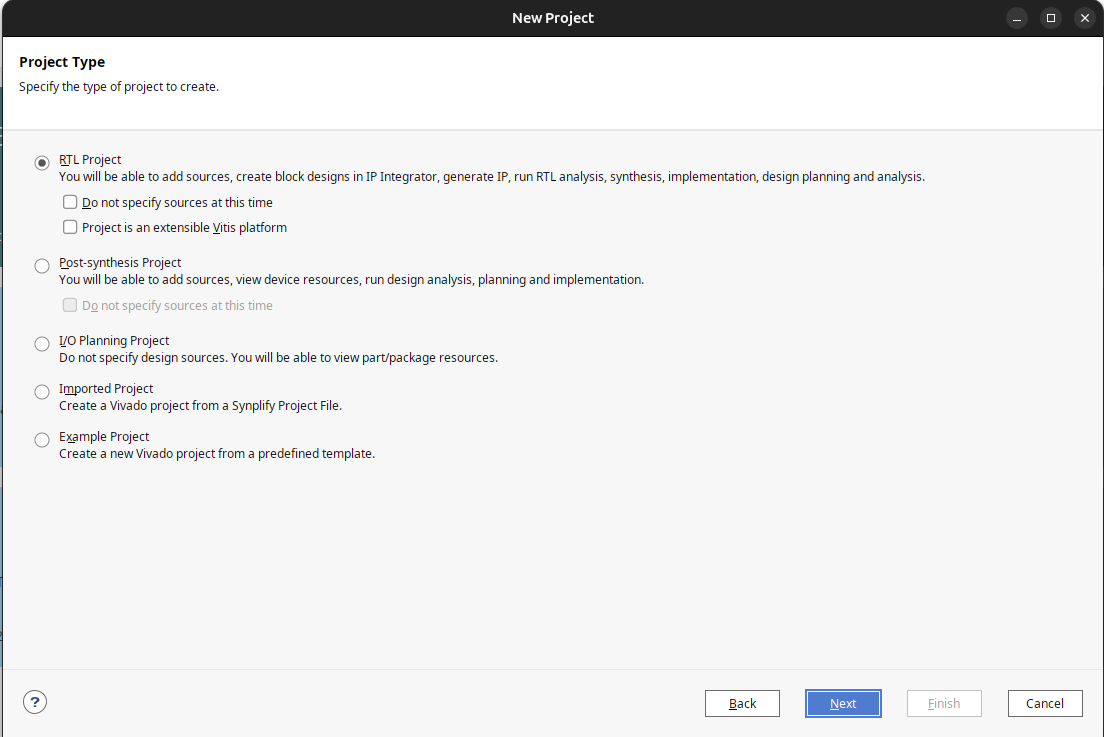 New Project
Project Type
Specify the type of project to create.
RTL Project
You will be able to add sources, create block designs in IP Integrator, generate IP, run RTL analysis, synthesis, implementation, design planning and analysis.
Do not specify sources at this time
Project is an extensible Vitis platform
Post-synthesis Project
You will be able to add sources, view device resources, run design analysis, planning and implementation.
Do not specify sources at this time
I/O Planning Project
Do not specify design sources. You will be able to view part/package resources.
Imported Project
Create a Vivado project from a Synplify Project File.
Example Project
Create a new Vivado project from a predefined template.
?
Back
Next
Finish
Cancel